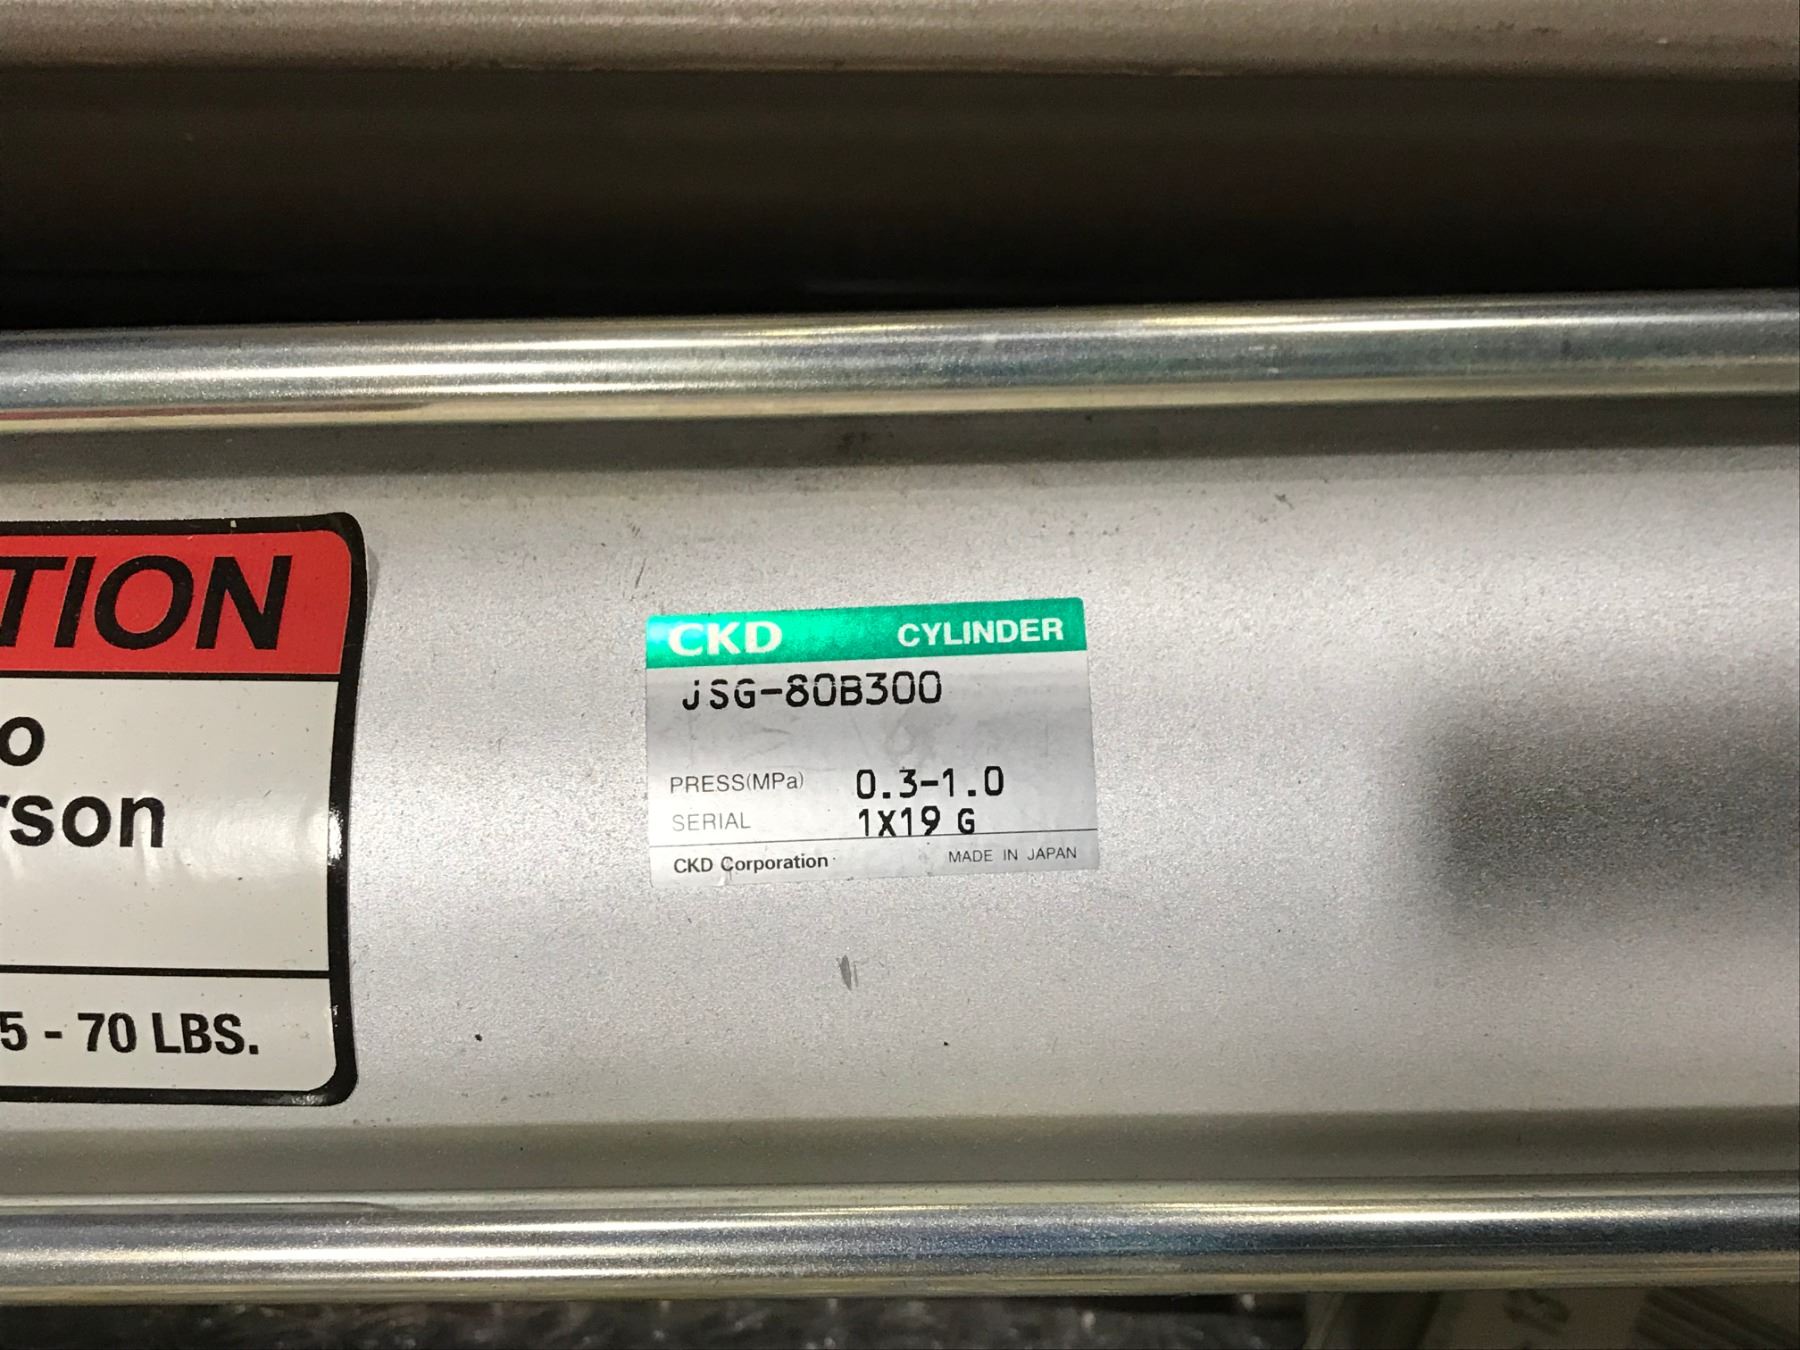 TION
o
rson
5 - 70 LBS.
CKD CYLINDER
JSG-80B300
PRESS(MPa) 0.3-1.0
SERIAL 1X19 G
CKD Corporation MADE IN JAPAN